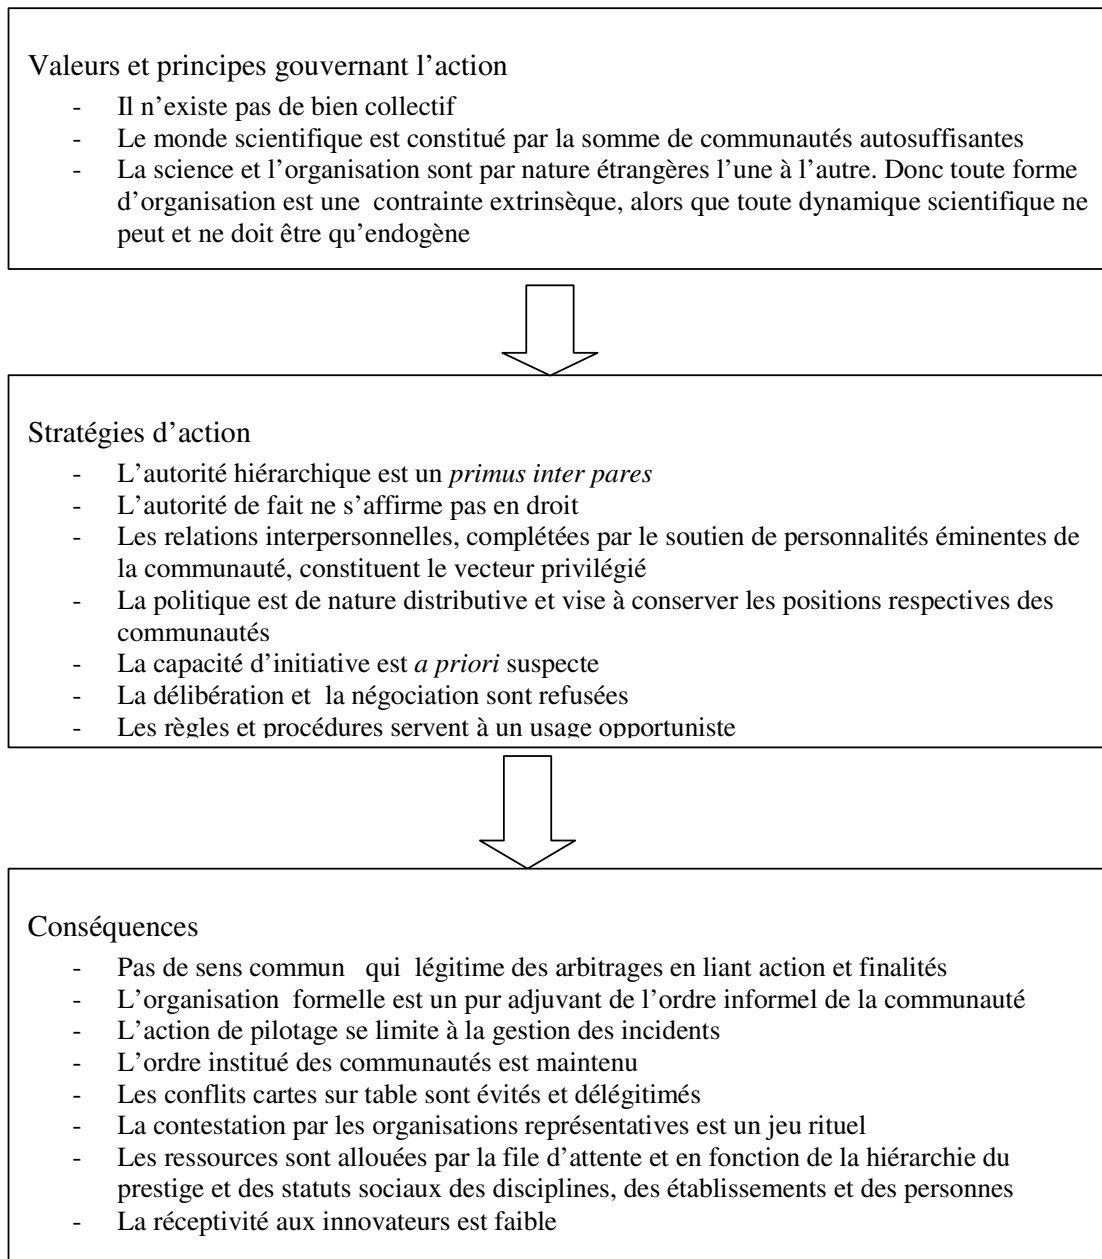 Valeurs et principes gouvernant l’action
- Il n’existe pas de bien collectif
- Le monde scientifique est constitué par la somme de communautés autosuffisantes
- La science et l’organisation sont par nature étrangères l’une à l’autre. Donc toute forme
d’organisation est une contrainte extrinsèque, alors que toute dynamique scientifique ne
peut et ne doit être qu’endogène
Stratégies d’action
- L’autorité hiérarchique est un primus inter pares
- L’autorité de fait ne s’affirme pas en droit
- Les relations interpersonnelles, complétées par le soutien de personnalités éminentes de
la communauté, constituent le vecteur privilégié
- La politique est de nature distributive et vise à conserver les positions respectives des
communautés
- La capacité d’initiative est a priori suspecte
- La délibération et la négociation sont refusées
- Les règles et procédures servent à un usage opportuniste
Conséquences
- Pas de sens commun qui légitime des arbitrages en liant action et finalités
- L’organisation formelle est un pur adjuvant de l’ordre informel de la communauté
- L’action de pilotage se limite à la gestion des incidents
- L’ordre institué des communautés est maintenu
- Les conflits cartes sur table sont évités et délégitimés
- La contestation par les organisations représentatives est un jeu rituel
- Les ressources sont allouées par la file d’attente et en fonction de la hiérarchie du
prestige et des statuts sociaux des disciplines, des établissements et des personnes
- La réceptivité aux innovateurs est faible